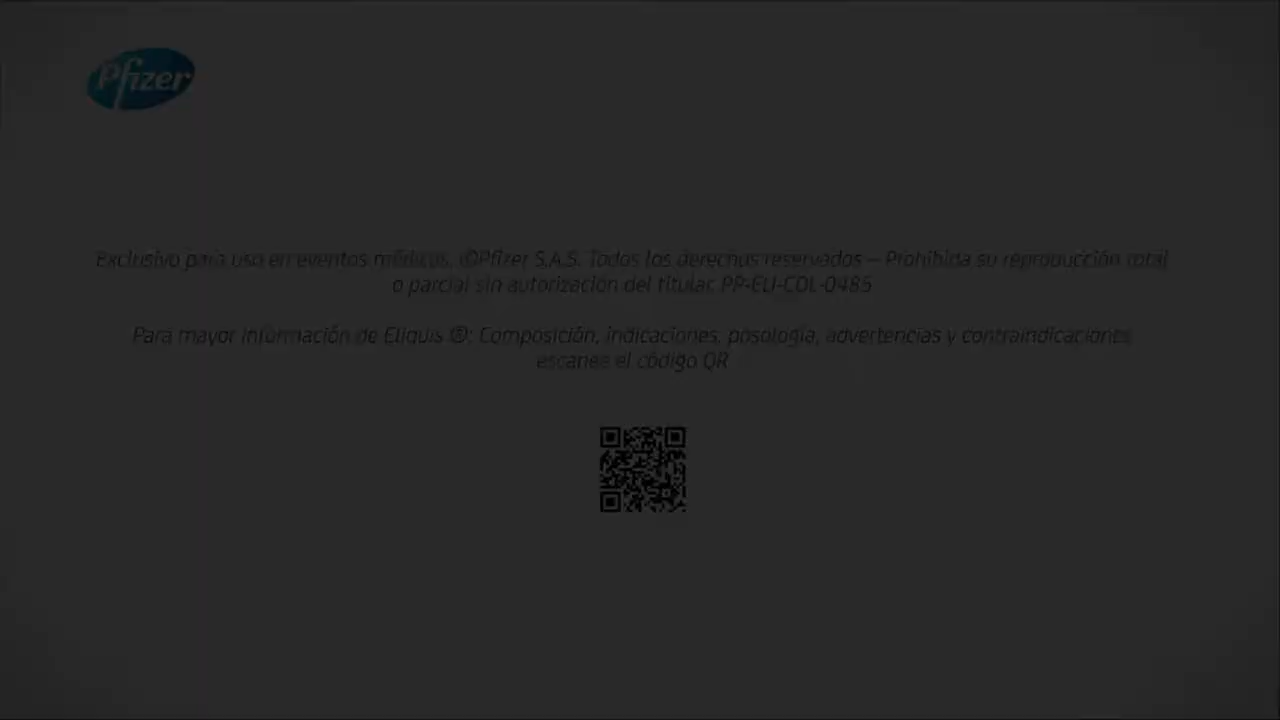 Pfizer
Exclusivo para uso en eventos médicos. ©Pfizer S.A.S. Todos los derechos reservados – Prohibida su reproducción total
o parcial sin autorización del titular. PP-ELI-COL-0485
Para mayor información de Eliquis ®: Composición, indicaciones, posología, advertencias y contraindicaciones
escanee el código QR